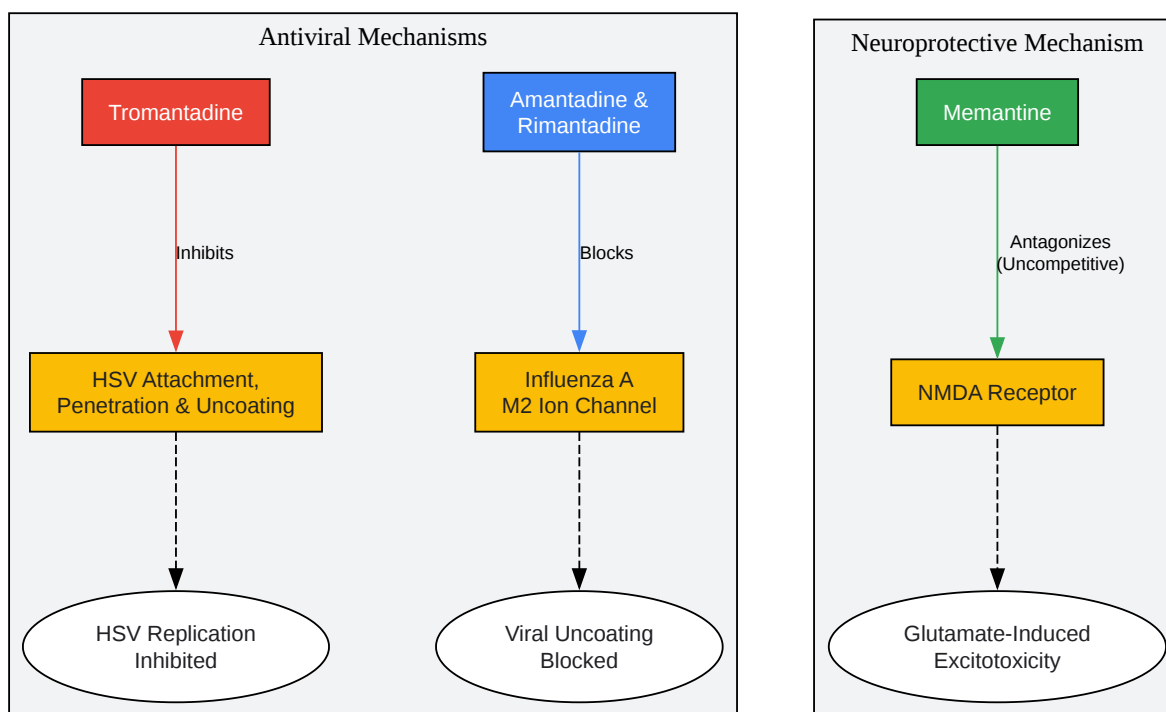 Antiviral Mechanisms
Tromantadine
Amantadine &
Rimantadine
Inhibits
Blocks
HSV Attachment,
Penetration & Uncoating
Influenza A
M2 Ion Channel
HSV Replication
Inhibited
Viral Uncoating
Blocked
Neuroprotective Mechanism
Memantine
Antagonizes
(Uncompetitive)
NMDA Receptor
Glutamate-Induced
Excitotoxicity